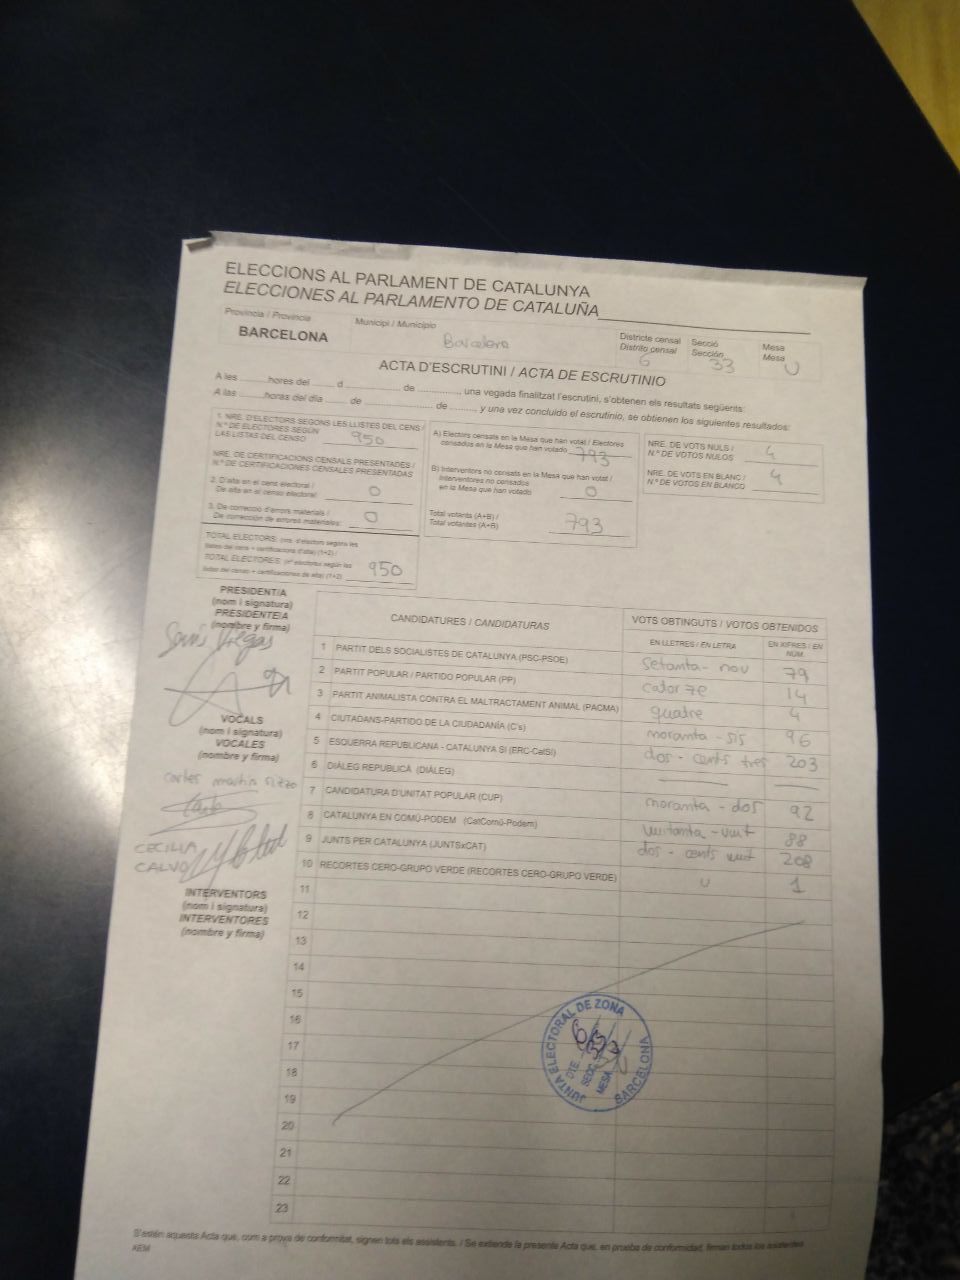 ELECCIONS AL PARLAMENT DE CATALUNYA
ELECCIONES AL PARLAMENTO DE CATALUÑA
Província / Provincia
BARCELONA
Municipi / Municipio
Barcelona
Districte censal
Distrito censal
6
Secció
Sección
33
Mesa
Mesa
U
ACTA D'ESCRUTINI / ACTA DE ESCRUTINIO
A les ..........hores del ....... d ................. de .............., una vegada finalitzat l'escrutini, s'obtenen els resultats següents:
A las ..........horas del día ...... de ..................... de ........, y una vez concluido el escrutinio, se obtienen los siguientes resultados:
1. NRE. D'ELECTORS SEGONS LES LLISTES DEL CENS /
N.º DE ELECTORES SEGÚN
LAS LISTAS DEL CENSO 950
NRE. DE CERTIFICACIONS CENSALS PRESENTADES /
N.º DE CERTIFICACIONES CENSALES PRESENTADAS
2. D'alta en el cens electoral /
De alta en el censo electoral: 0
3. De correcció d'errors materials /
De corrección de errores materiales: 0
TOTAL ELECTORS: (nre. d'electors segons les
llistes del cens + certificacions d'alta) (1+2) /
TOTAL ELECTORES: (nº electores según las
listas del censo + certificaciones de alta) (1+2) 950
A) Electors censats en la Mesa que han votat / Electores
censados en la Mesa que han votado 793
B) Interventors no censats en la Mesa que han votat /
Interventores no censados
en la Mesa que han votado 0
Total votants (A+B) /
Total votantes (A+B) 793
NRE. DE VOTS NULS /
N.º DE VOTOS NULOS 4
NRE. DE VOTS EN BLANC /
N.º DE VOTOS EN BLANCO 4
PRESIDENT/A
(nom i signatura)
PRESIDENTE/A
(nombre y firma)
VOCALS
(nom i signatura)
VOCALES
(nombre y firma)
carles martin rizzo
CECILIA
CALVO
INTERVENTORS
(nom i signatura)
INTERVENTORES
(nombre y firma)
CANDIDATURES / CANDIDATURAS
VOTS OBTINGUTS / VOTOS OBTENIDOS
EN LLETRES / EN LETRA
EN XIFRES / EN NÚM.
1 PARTIT DELS SOCIALISTES DE CATALUNYA (PSC-PSOE) Setanta-nou 79
2 PARTIT POPULAR / PARTIDO POPULAR (PP) catorze 14
3 PARTIT ANIMALISTA CONTRA EL MALTRACTAMENT ANIMAL (PACMA) quatre 4
4 CIUTADANS-PARTIDO DE LA CIUDADANÍA (C's) noranta-sis 96
5 ESQUERRA REPUBLICANA - CATALUNYA SÍ (ERC-CatSí) dos-cents tres 203
6 DIÀLEG REPUBLICÀ (DIÀLEG)
7 CANDIDATURA D'UNITAT POPULAR (CUP) noranta-dos 92
8 CATALUNYA EN COMÚ-PODEM (CatComú-Podem) vuitanta-vuit 88
9 JUNTS PER CATALUNYA (JUNTSxCAT) dos-cents vuit 208
10 RECORTES CERO-GRUPO VERDE (RECORTES CERO-GRUPO VERDE) u 1
11
12
13
14
15
16
17
18
19
20
21
22
23
JUNTA ELECTORAL DE ZONA
DTE.
SECC.
MESA
BARCELONA
S'estén aquesta Acta que, com a prova de conformitat, signen tots els assistents. / Se extiende la presente Acta que, en prueba de conformidad, firman todos los asistentes